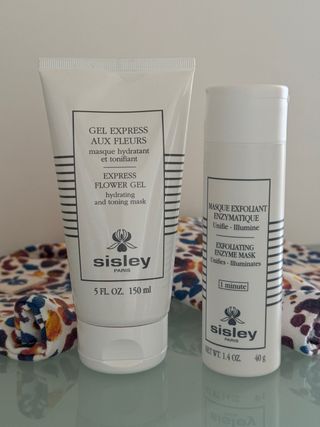 GEL EXPRESS
AUX FLEURS
masque hydratant
et tonifiant
EXPRESS
FLOWER GEL
hydrating
and toning mask
sisley
PARIS
5 FL. OZ. 150 ml
MASQUE EXFOLIANT
ENZYMATIQUE
Unifie - Illumine
EXFOLIATING
ENZYME MASK
Unifies - Illuminates
1 minute
sisley
PARIS
NET WT. 1.4 OZ. 40 g